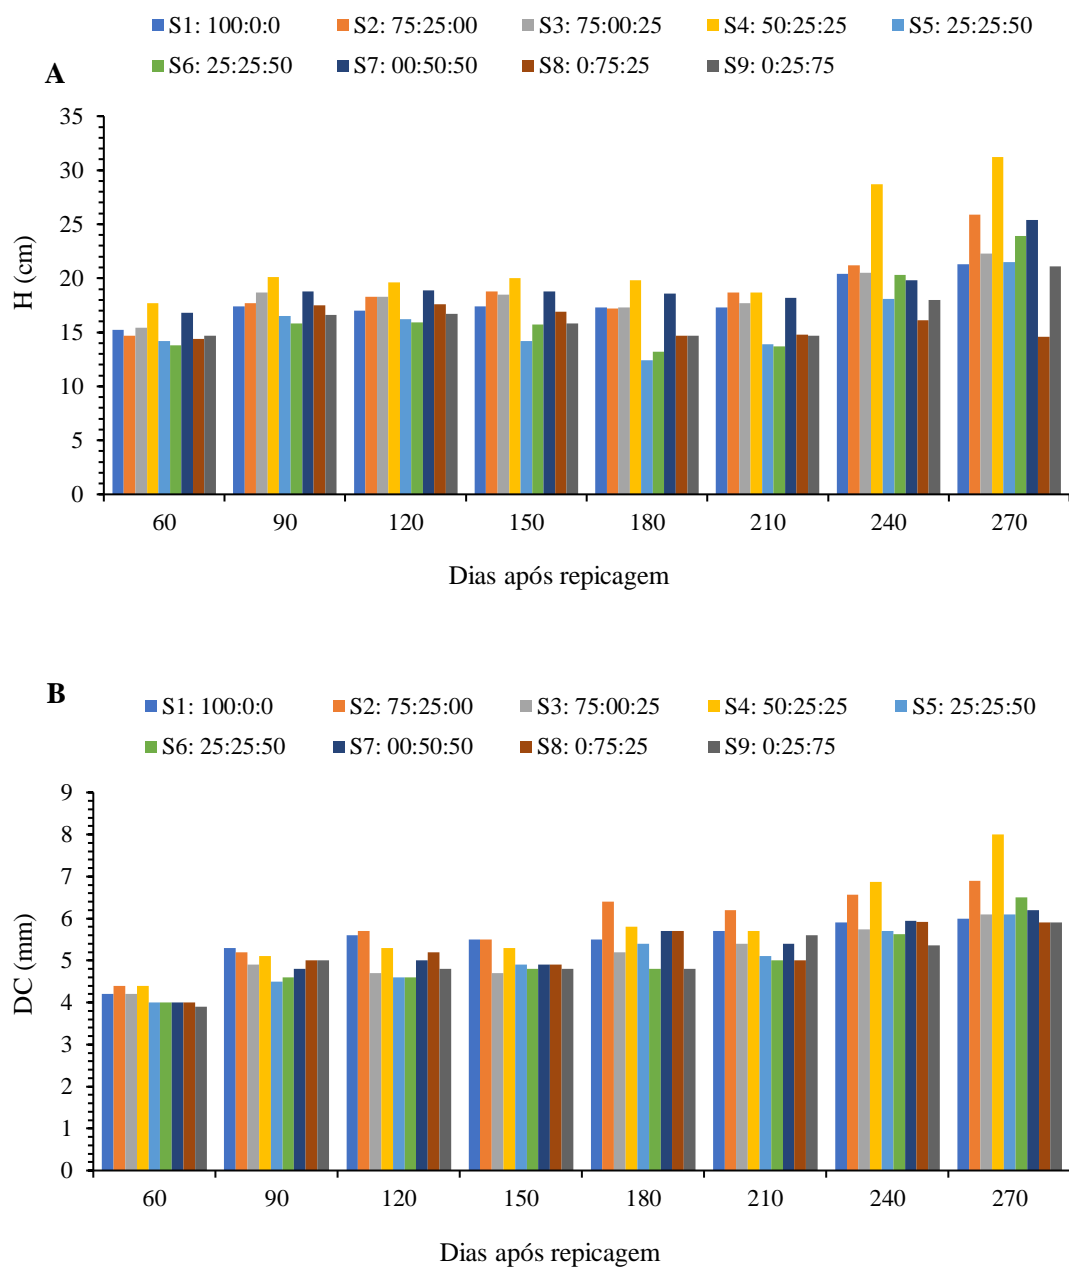 S1: 100:0:0 S2: 75:25:00 S3: 75:00:25 S4: 50:25:25 S5: 25:25:50
A S6: 25:25:50 S7: 00:50:50 S8: 0:75:25 S9: 0:25:75
35
30
25
20
15
10
5
0
H (cm)
60 90 120 150 180 210 240 270
Dias após repicagem
B S1: 100:0:0 S2: 75:25:00 S3: 75:00:25 S4: 50:25:25 S5: 25:25:50
S6: 25:25:50 S7: 00:50:50 S8: 0:75:25 S9: 0:25:75
9
8
7
6
5
4
3
2
1
0
DC (mm)
60 90 120 150 180 210 240 270
Dias após repicagem